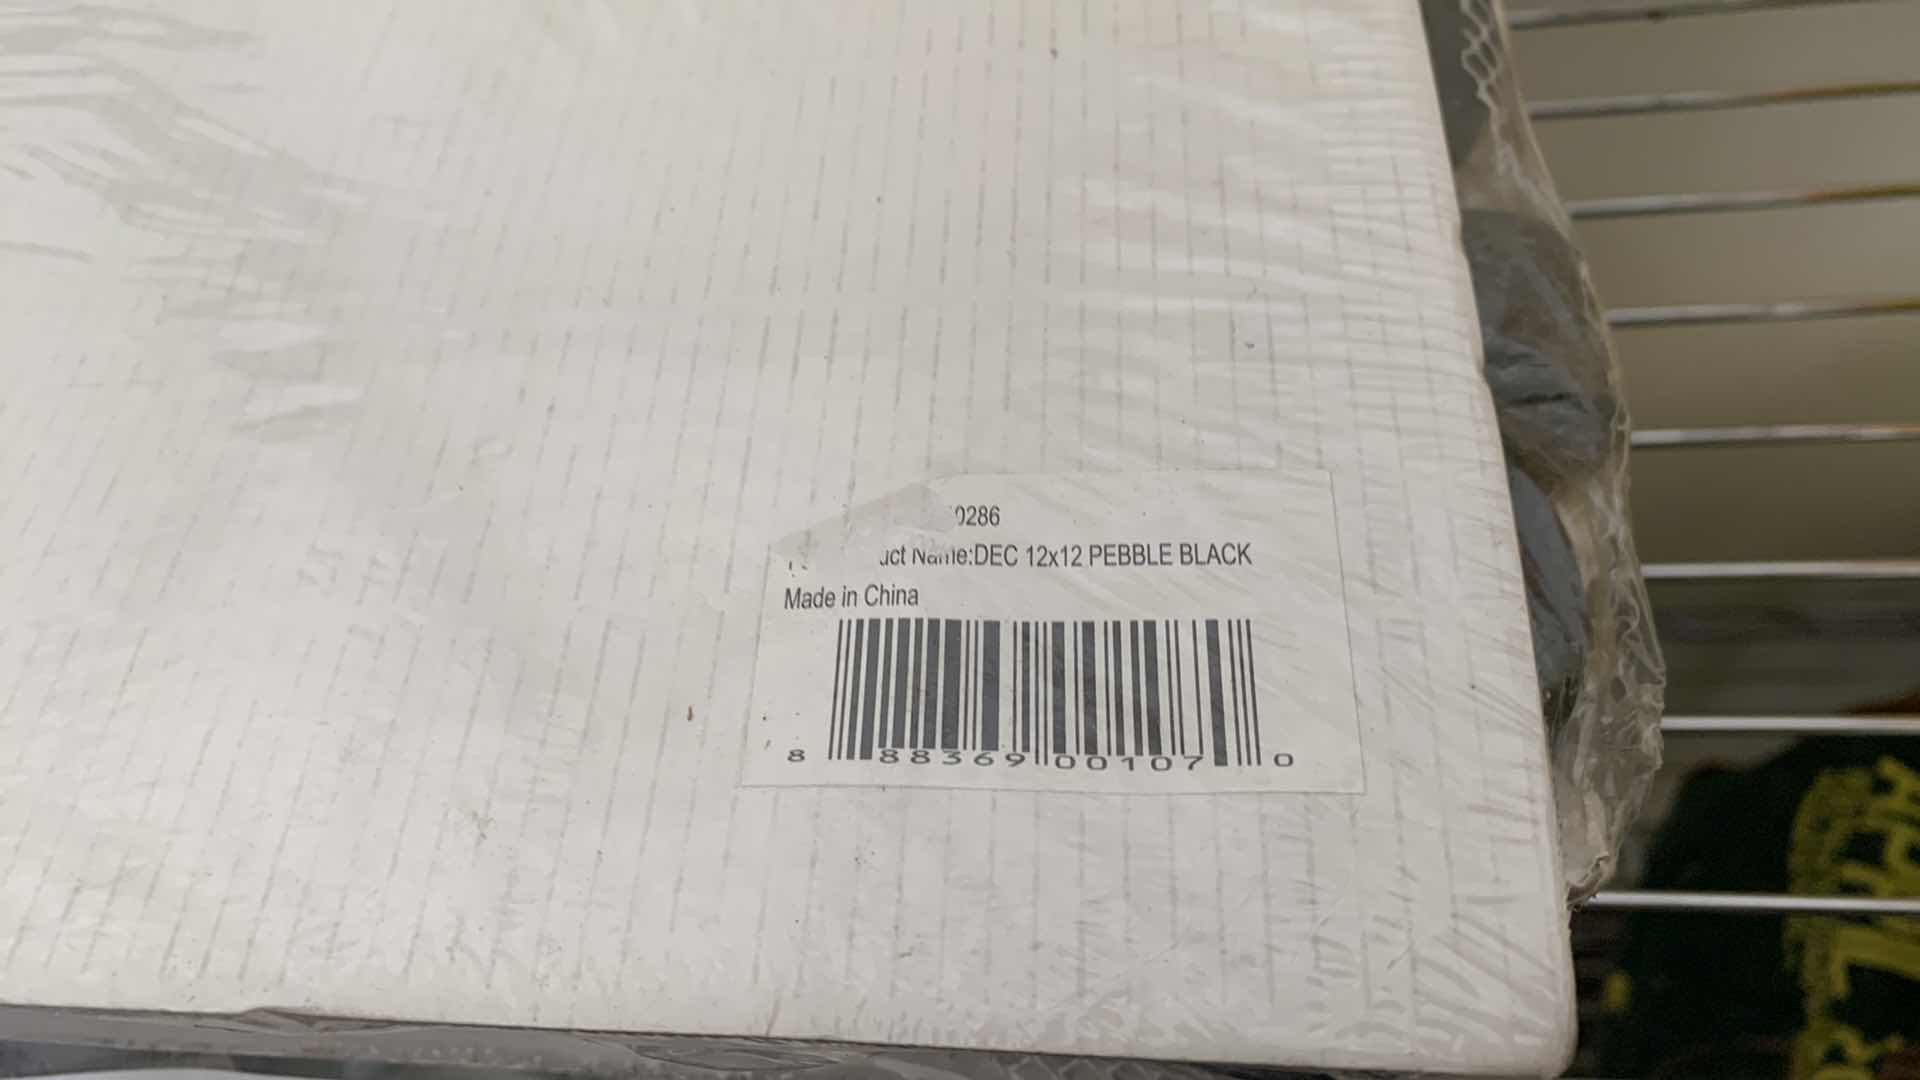 0286
uct Name:DEC 12x12 PEBBLE BLACK
Made in China
8 88369 00107 0